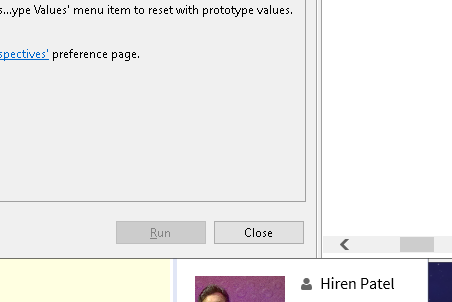 s...ype Values' menu item to reset with prototype values.
spectives' preference page.
Run
Close
Hiren Patel